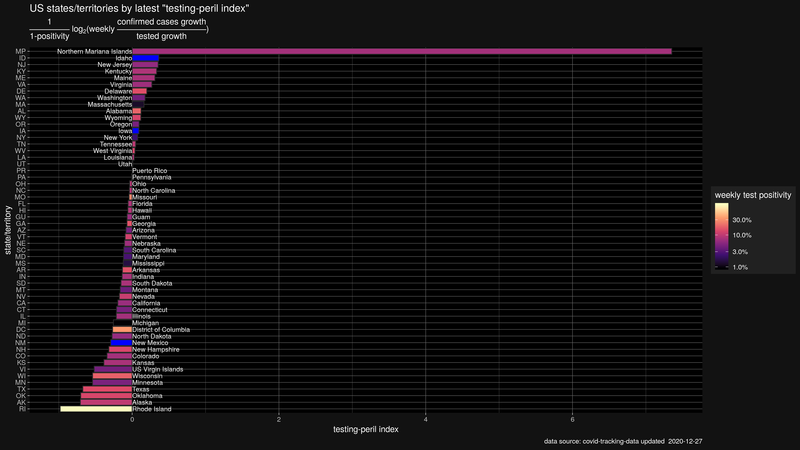 US states/territories by latest "testing-peril index"
1 confirmed cases growth
log₂(weekly )
1-positivity tested growth
MP Northern Mariana Islands
ID Idaho
NJ New Jersey
KY Kentucky
ME Maine
VA Virginia
DE Delaware
WA Washington
MA Massachusetts
AL Alabama
WY Wyoming
OR Oregon
IA Iowa
NY New York
TN Tennessee
WV West Virginia
LA Louisiana
UT Utah
PR Puerto Rico
PA Pennsylvania
OH Ohio
NC North Carolina
MO Missouri
FL Florida
HI Hawaii
GU Guam
GA Georgia
AZ Arizona
VT Vermont
NE Nebraska
SC South Carolina
MD Maryland
MS Mississippi
AR Arkansas
IN Indiana
SD South Dakota
MT Montana
NV Nevada
CA California
CT Connecticut
IL Illinois
MI Michigan
DC District of Columbia
ND North Dakota
NM New Mexico
NH New Hampshire
CO Colorado
KS Kansas
VI US Virgin Islands
WI Wisconsin
MN Minnesota
TX Texas
OK Oklahoma
AK Alaska
RI Rhode Island
state/territory
0 2 4 6
testing-peril index
weekly test positivity
30.0%
10.0%
3.0%
1.0%
data source: covid-tracking-data updated 2020-12-27